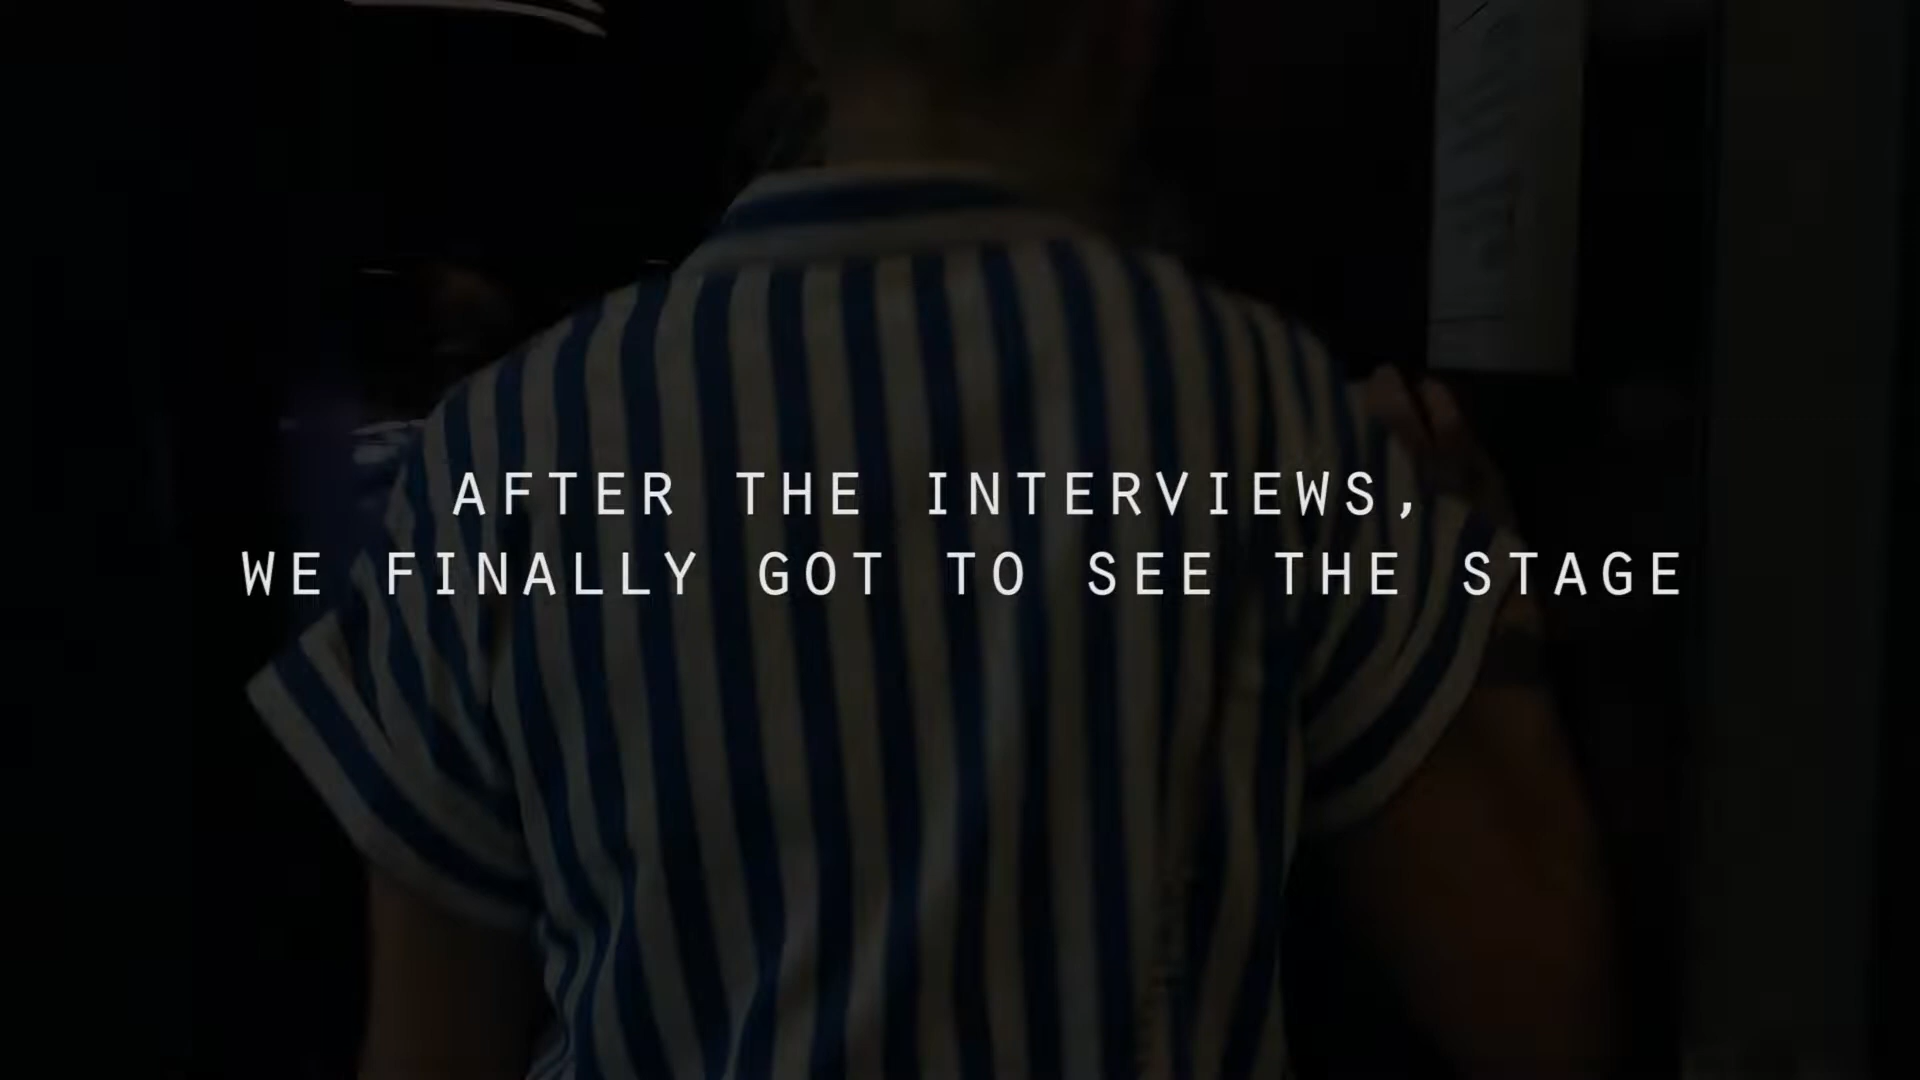 AFTER THE INTERVIEWS,
WE FINALLY GOT TO SEE THE STAGE